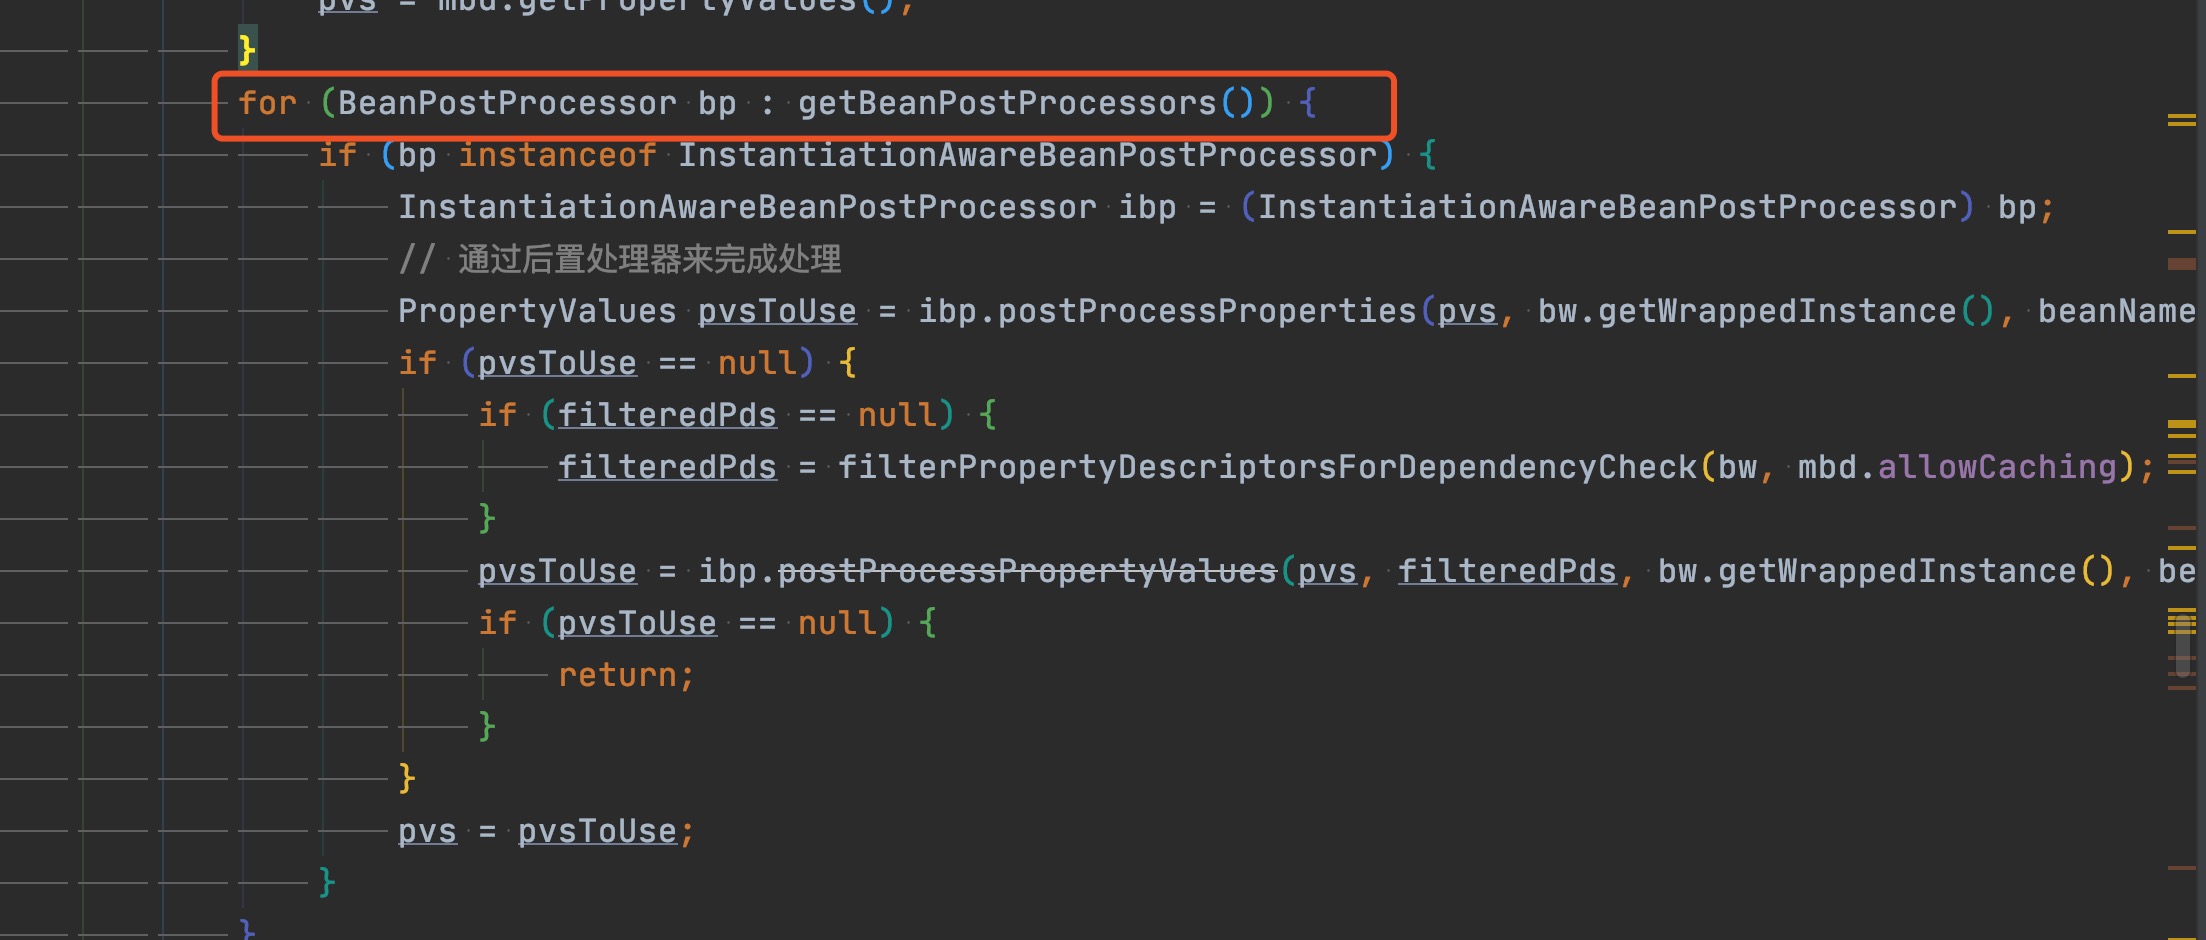 pvs = mbd.getPropertyValues();
}
for (BeanPostProcessor bp : getBeanPostProcessors()) {
if (bp instanceof InstantiationAwareBeanPostProcessor) {
InstantiationAwareBeanPostProcessor ibp = (InstantiationAwareBeanPostProcessor) bp;
// 通过后置处理器来完成处理
PropertyValues pvsToUse = ibp.postProcessProperties(pvs, bw.getWrappedInstance(), beanName
if (pvsToUse == null) {
if (filteredPds == null) {
filteredPds = filterPropertyDescriptorsForDependencyCheck(bw, mbd.allowCaching);
}
pvsToUse = ibp.postProcessPropertyValues(pvs, filteredPds, bw.getWrappedInstance(), be
if (pvsToUse == null) {
return;
}
}
pvs = pvsToUse;
}
}